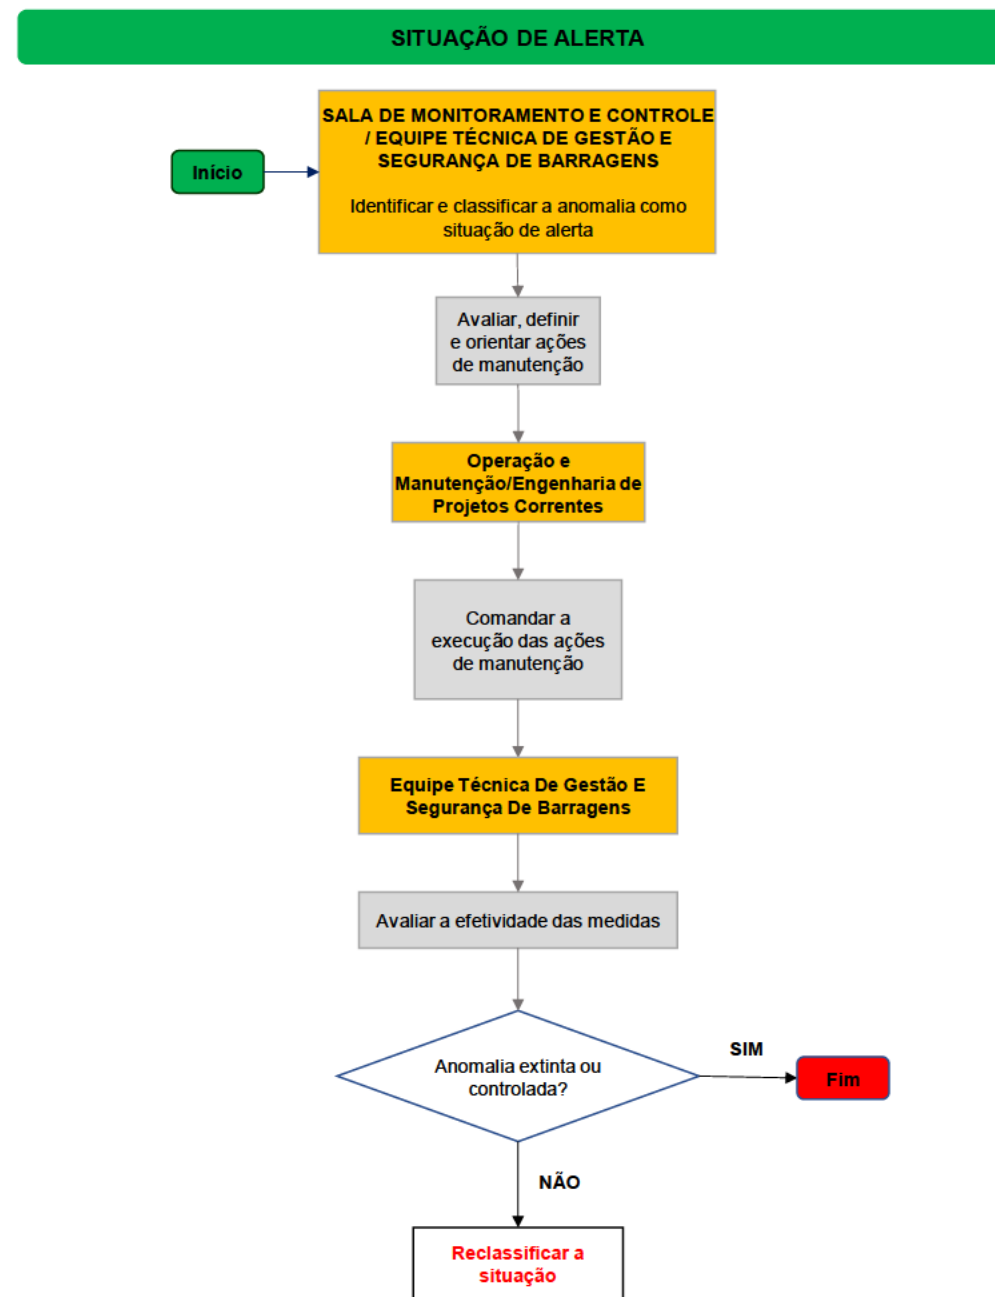 SITUAÇÃO DE ALERTA
SALA DE MONITORAMENTO E CONTROLE
/ EQUIPE TÉCNICA DE GESTÃO E
SEGURANÇA DE BARRAGENS
Início
Identificar e classificar a anomalia como
situação de alerta
Avaliar, definir
e orientar ações
de manutenção
Operação e
Manutenção/Engenharia de
Projetos Correntes
Comandar a
execução das ações
de manutenção
Equipe Técnica De Gestão E
Segurança De Barragens
Avaliar a efetividade das medidas
Anomalia extinta ou
controlada?
SIM
Fim
NÃO
Reclassificar a
situação